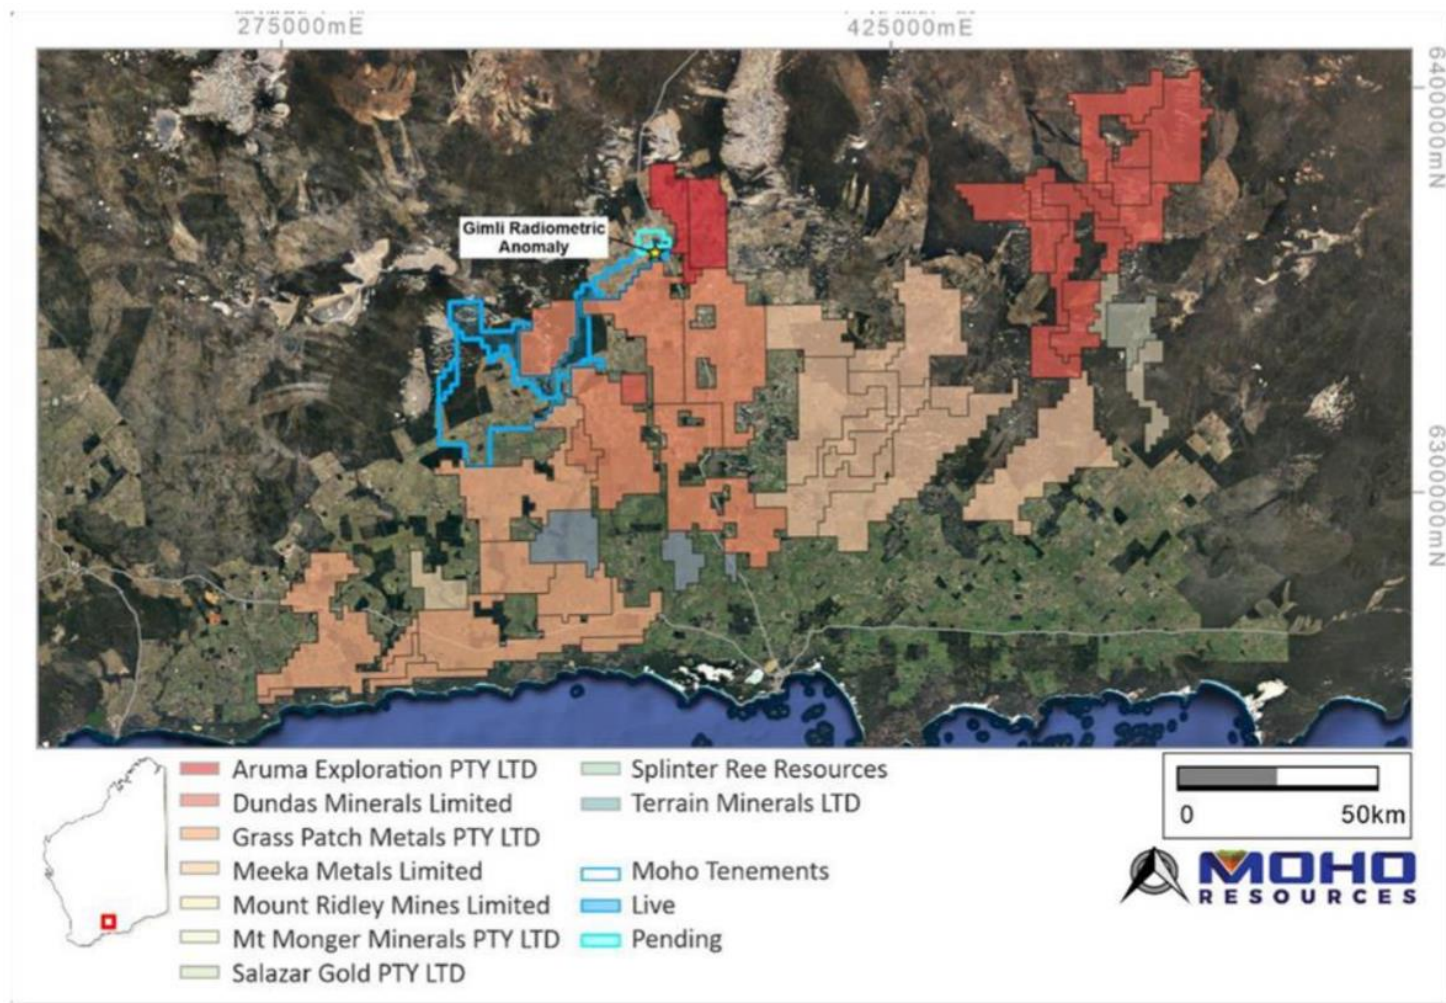 275000mE
425000mE
6400000mN
6300000mN
Gimli Radiometric
Anomaly
Aruma Exploration PTY LTD
Dundas Minerals Limited
Grass Patch Metals PTY LTD
Meeka Metals Limited
Mount Ridley Mines Limited
Mt Monger Minerals PTY LTD
Salazar Gold PTY LTD
Splinter Ree Resources
Terrain Minerals LTD
Moho Tenements
Live
Pending
0 50km
MOHO
RESOURCES